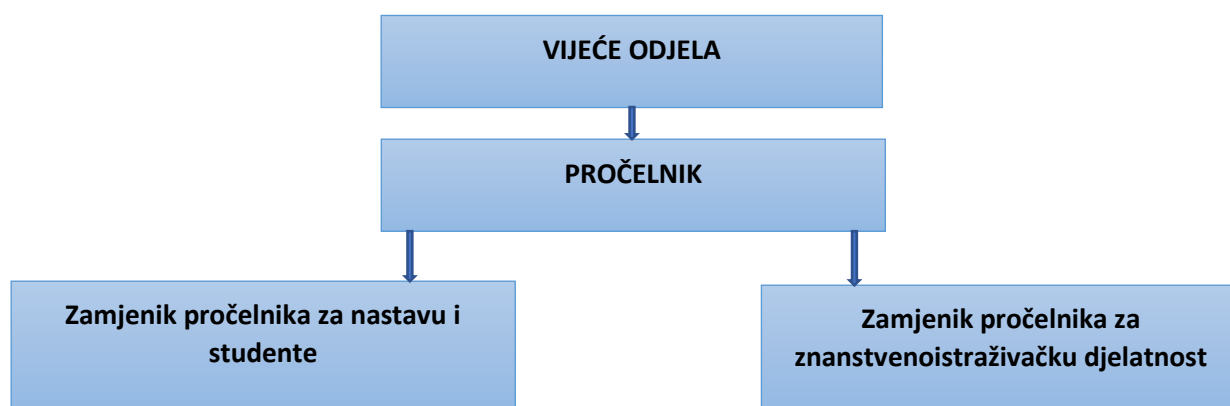 VIJEĆE ODJELA
PROČELNIK
Zamjenik pročelnika za nastavu i
studente
Zamjenik pročelnika za
znanstvenoistraživačku djelatnost